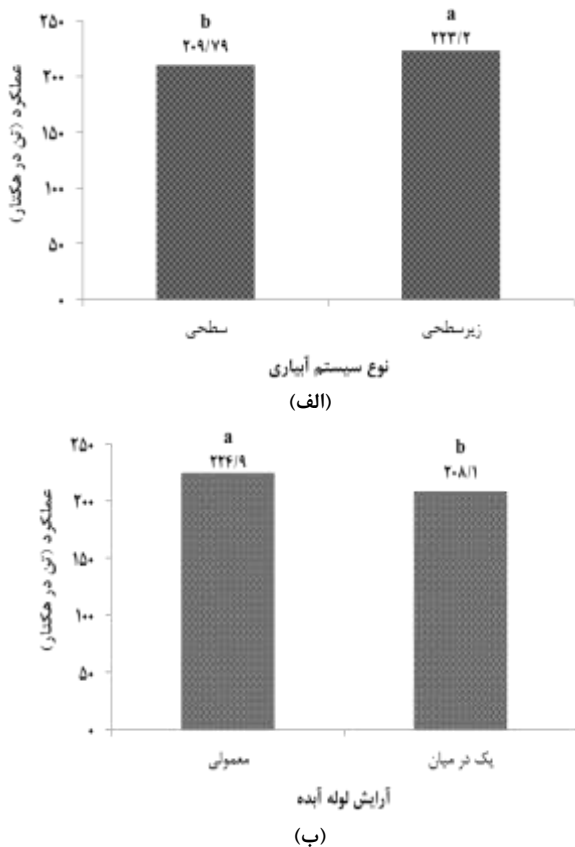 عملکرد (تن در هکتار)
۲۵۰
۲۰۰
۱۵۰
۱۰۰
۵۰
۰
b
۲۰۹/۷۹
a
۲۲۳/۲
سطحی
زیرسطحی
نوع سیستم آبیاری
(الف)
عملکرد (تن در هکتار)
۲۵۰
۲۰۰
۱۵۰
۱۰۰
۵۰
۰
a
۲۲۴/۹
b
۲۰۸/۱
معمولی
یک در میان
آرایش لوله آبده
(ب)